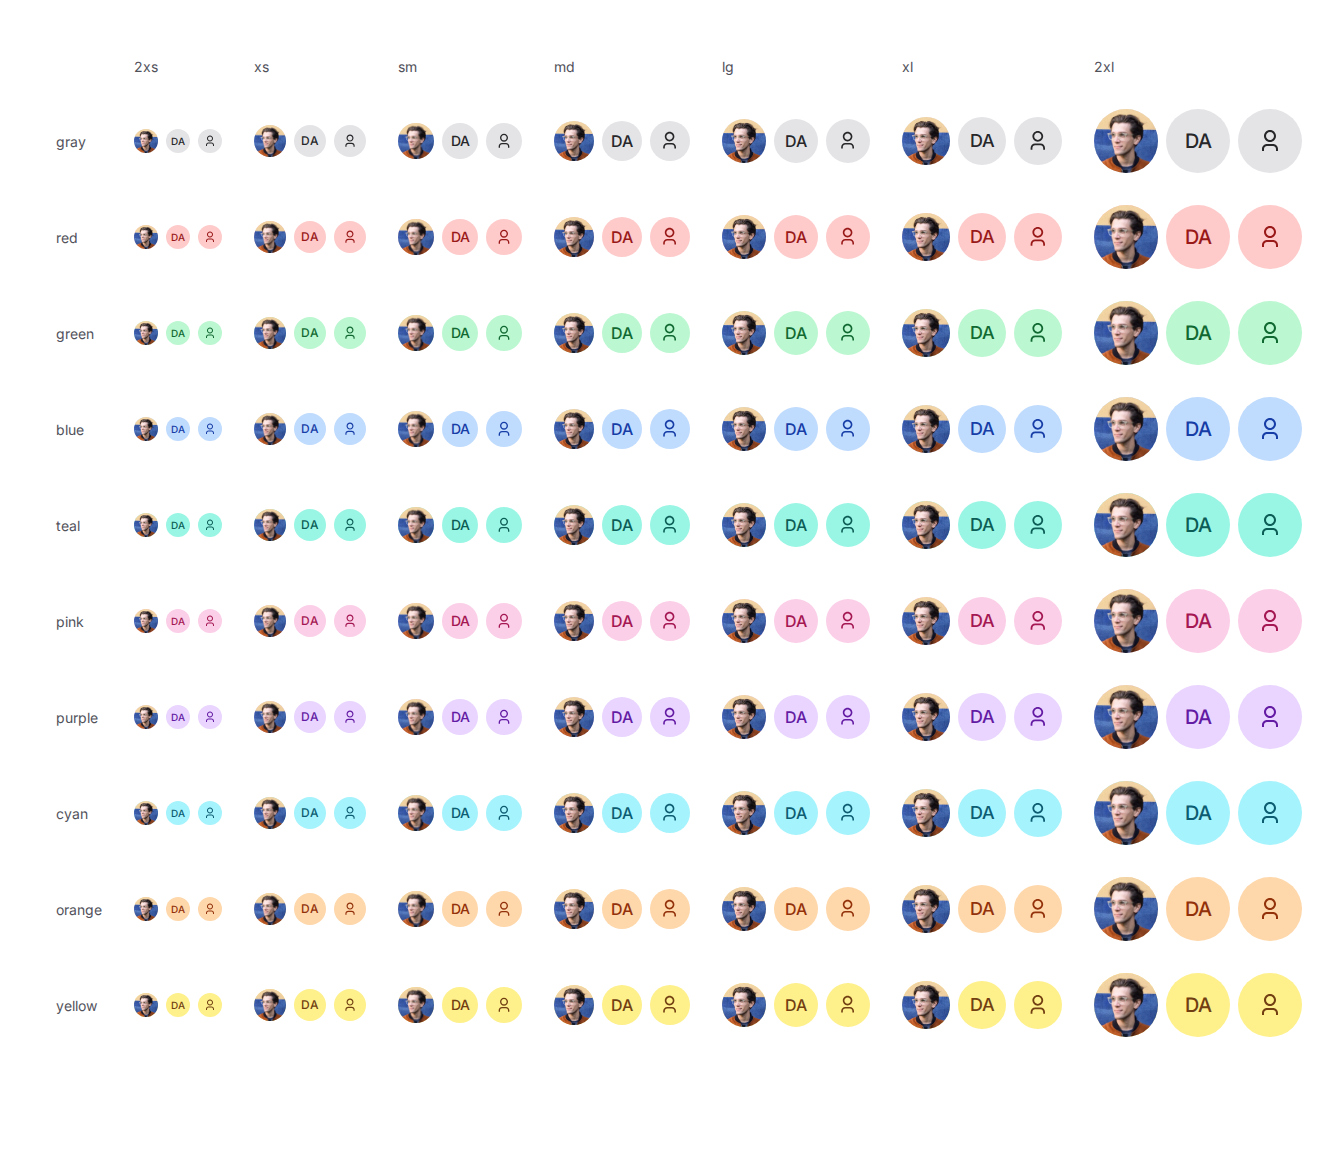 2xs xs sm md lg xl 2xl
gray DA DA DA DA DA DA DA
red DA DA DA DA DA DA DA
green DA DA DA DA DA DA DA
blue DA DA DA DA DA DA DA
teal DA DA DA DA DA DA DA
pink DA DA DA DA DA DA DA
purple DA DA DA DA DA DA DA
cyan DA DA DA DA DA DA DA
orange DA DA DA DA DA DA DA
yellow DA DA DA DA DA DA DA